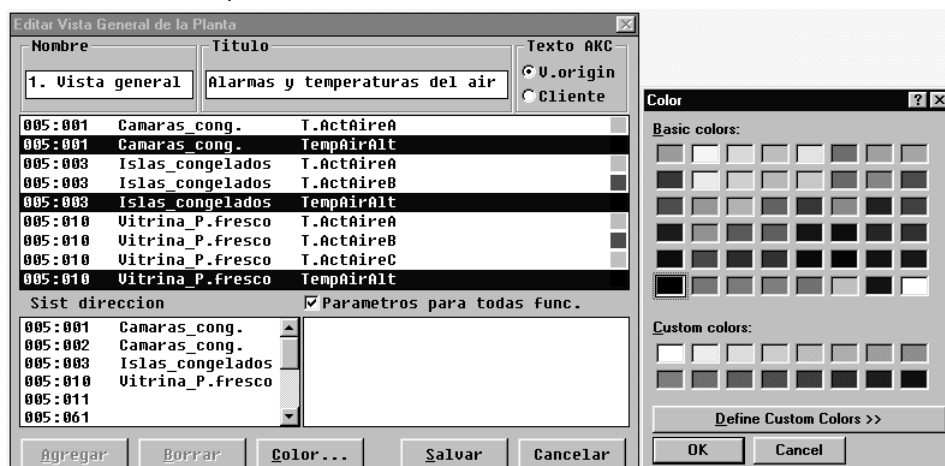 Editar Vista General de la Planta
Nombre
Titulo
Texto AKC
1. Vista general
Alarmas y temperaturas del air
V.origin
Cliente
005:001 Camaras_cong. T.ActAireA
005:001 Camaras_cong. TempAirAlt
005:003 Islas_congelados T.ActAireA
005:003 Islas_congelados T.ActAireB
005:003 Islas_congelados TempAirAlt
005:010 Vitrina_P.fresco T.ActAireA
005:010 Vitrina_P.fresco T.ActAireB
005:010 Vitrina_P.fresco T.ActAireC
005:010 Vitrina_P.fresco TempAirAlt
Sist direccion
Parametros para todas func.
005:001 Camaras_cong.
005:002 Camaras_cong.
005:003 Islas_congelados
005:010 Vitrina_P.fresco
005:011
005:061
Agregar
Borrar
Color...
Salvar
Cancelar
Color
Basic colors:
Custom colors:
Define Custom Colors >>
OK
Cancel